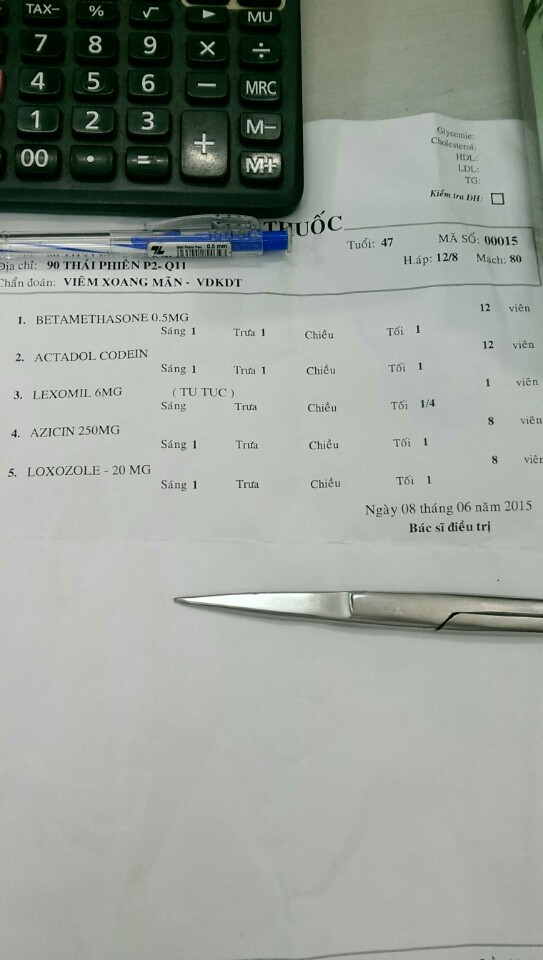 TAX− % √ ▶ MU
7 8 9 × ÷
4 5 6 − MRC
1 2 3 + M−
00 • = M+
Glycemie:
Cholesterol:
HDL:
LDL:
TG:
Kiểm tra ĐH:
THUỐC
Tuổi: 47 MÃ SỐ: 00015
0.5 mm
H.áp: 12/8 Mạch: 80
Địa chỉ: 90 THÁI PHIÊN P2- Q11
Chẩn đoán: VIÊM XOANG MÃN - VDKDT
1. BETAMETHASONE 0.5MG 12 viên
Sáng 1 Trưa 1 Chiều Tối 1
2. ACTADOL CODEIN 12 viên
Sáng 1 Trưa 1 Chiều Tối 1
3. LEXOMIL 6MG ( TU TUC ) 1 viên
Sáng Trưa Chiều Tối 1/4
4. AZICIN 250MG 8 viên
Sáng 1 Trưa Chiều Tối 1
5. LOXOZOLE - 20 MG 8 viên
Sáng 1 Trưa Chiều Tối 1
Ngày 08 tháng 06 năm 2015
Bác sĩ điều trị